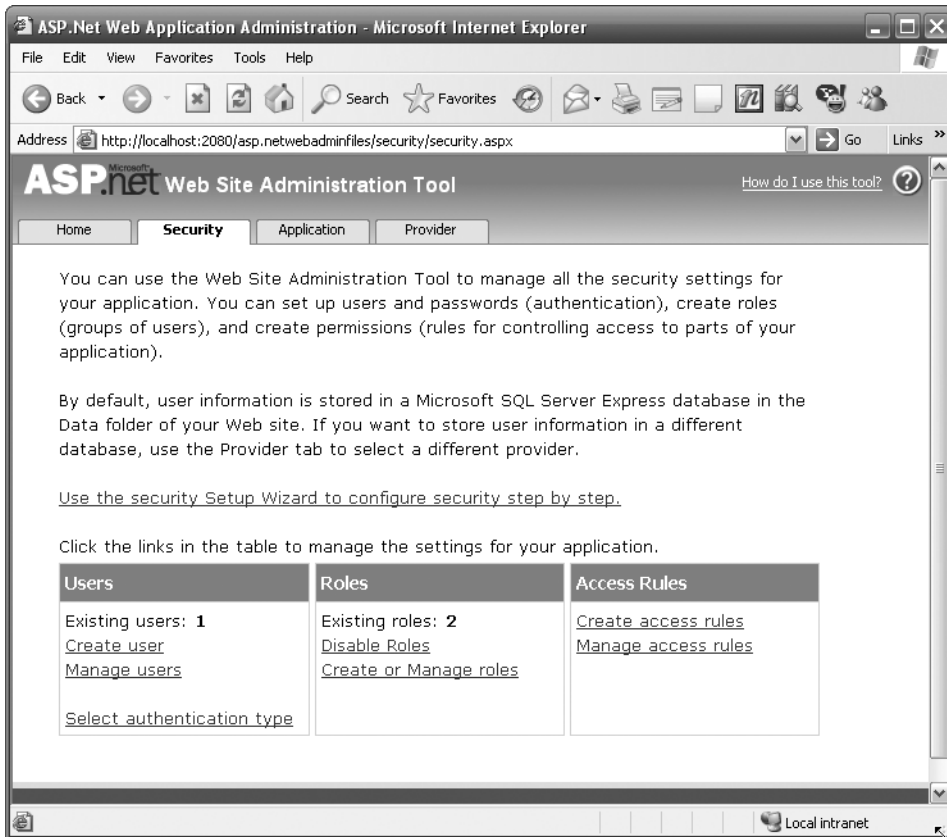 ASP.Net Web Application Administration - Microsoft Internet Explorer
File Edit View Favorites Tools Help
Back Search Favorites
Address http://localhost:2080/asp.netwebadminfiles/security/security.aspx Go Links »
Microsoft
ASP.net Web Site Administration Tool How do I use this tool? ?
Home Security Application Provider
You can use the Web Site Administration Tool to manage all the security settings for
your application. You can set up users and passwords (authentication), create roles
(groups of users), and create permissions (rules for controlling access to parts of your
application).
By default, user information is stored in a Microsoft SQL Server Express database in the
Data folder of your Web site. If you want to store user information in a different
database, use the Provider tab to select a different provider.
Use the security Setup Wizard to configure security step by step.
Click the links in the table to manage the settings for your application.
Users Roles Access Rules
Existing users: 1 Existing roles: 2 Create access rules
Create user Disable Roles Manage access rules
Manage users Create or Manage roles
Select authentication type
Local intranet